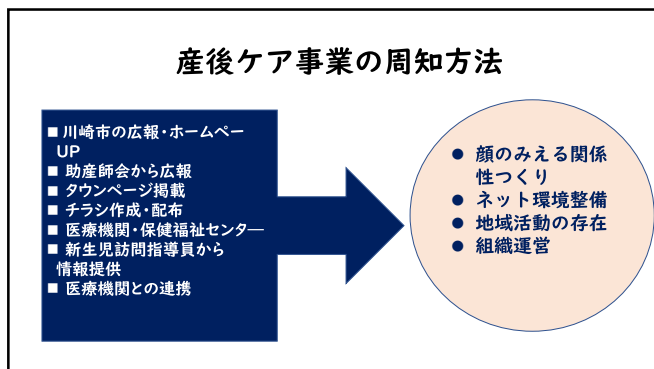 産後ケア事業の周知方法
■ 川崎市の広報・ホームペー
UP
■ 助産師会から広報
■ タウンページ掲載
■ チラシ作成・配布
■ 医療機関・保健福祉センター
■ 新生児訪問指導員から
情報提供
■ 医療機関との連携
● 顔のみえる関係
性つくり
● ネット環境整備
● 地域活動の存在
● 組織運営